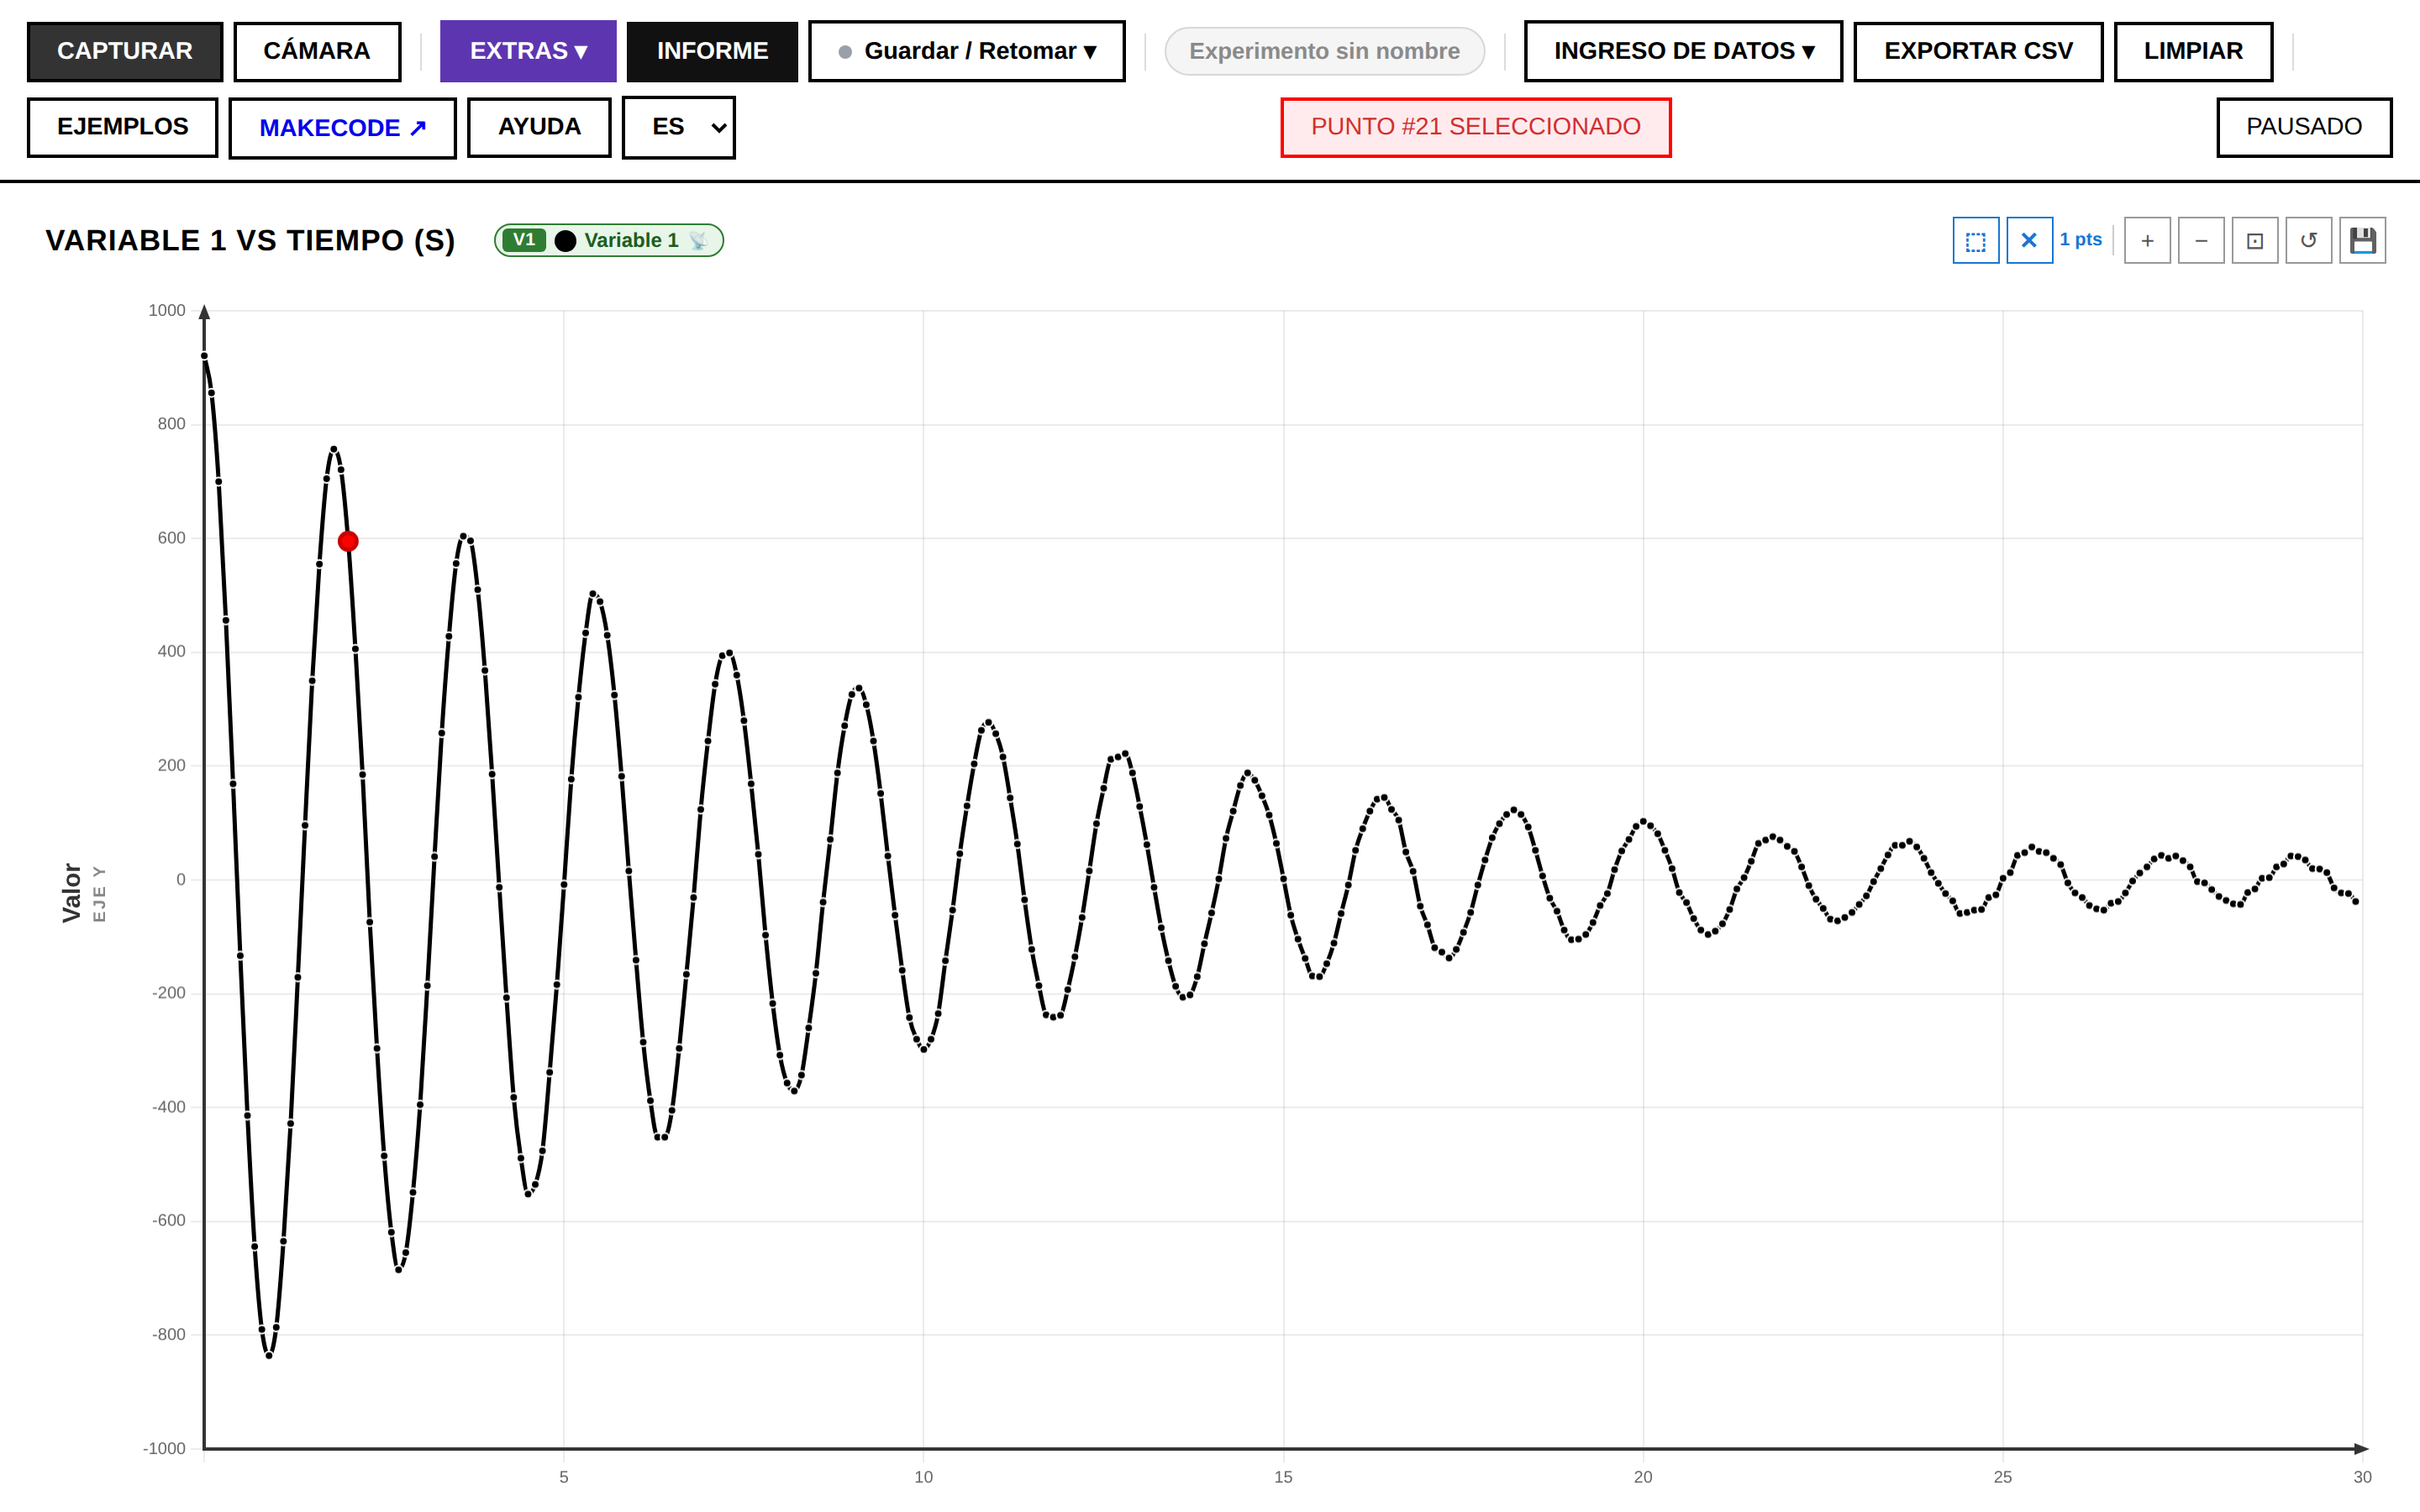 CAPTURAR CÁMARA EXTRAS ▾ INFORME Guardar / Retomar ▾ Experimento sin nombre INGRESO DE DATOS ▾ EXPORTAR CSV LIMPIAR
EJEMPLOS MAKECODE ↗ AYUDA ES PUNTO #21 SELECCIONADO PAUSADO
VARIABLE 1 VS TIEMPO (S) V1 Variable 1 1 pts
1000
800
600
400
200
0
-200
-400
-600
-800
-1000
Valor
EJE Y
5 10 15 20 25 30